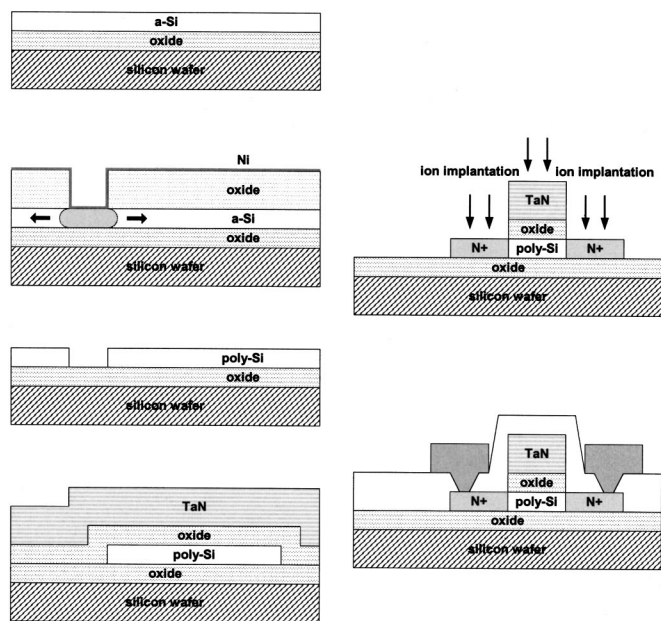 a-Si
oxide
silicon wafer
Ni
oxide
a-Si
oxide
silicon wafer
poly-Si
oxide
silicon wafer
TaN
oxide
poly-Si
oxide
silicon wafer
ion implantation ion implantation
TaN
oxide
N+ poly-Si N+
oxide
silicon wafer
TaN
oxide
N+ poly-Si N+
oxide
silicon wafer